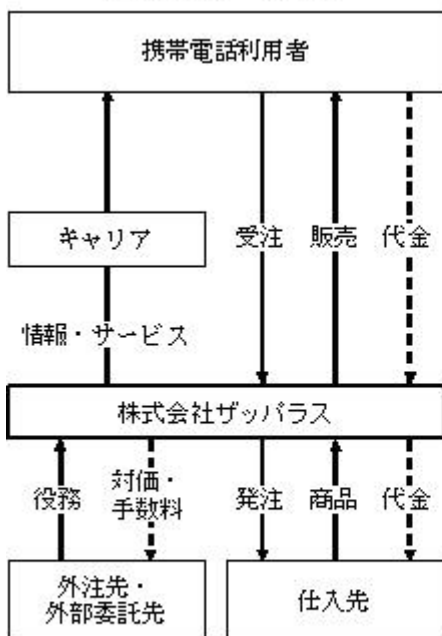 携帯電話利用者
キャリア
受注
販売
代金
情報・サービス
株式会社ザッパラス
役務
対価・
手数料
発注
商品
代金
外注先・
外部委託先
仕入先